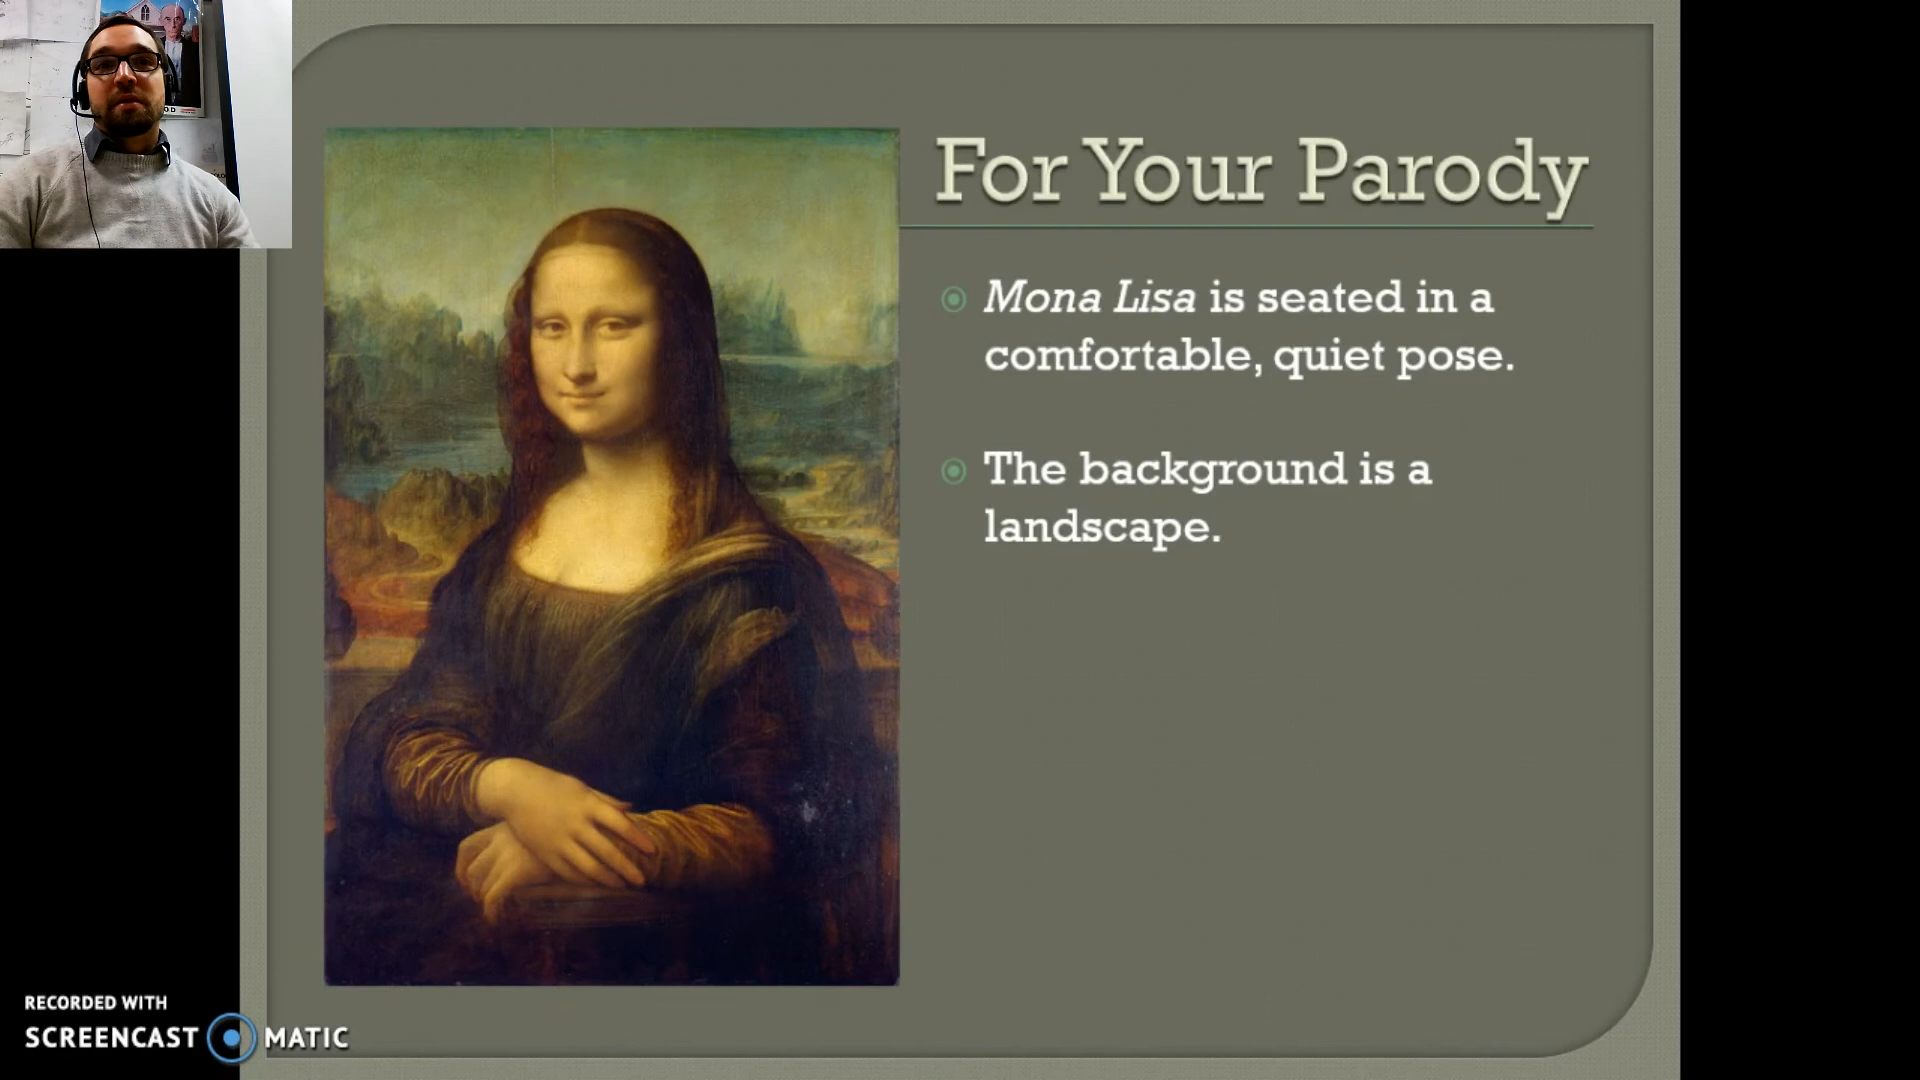 OD
For Your Parody
Mona Lisa is seated in a
comfortable, quiet pose.
The background is a
landscape.
RECORDED WITH
SCREENCAST MATIC